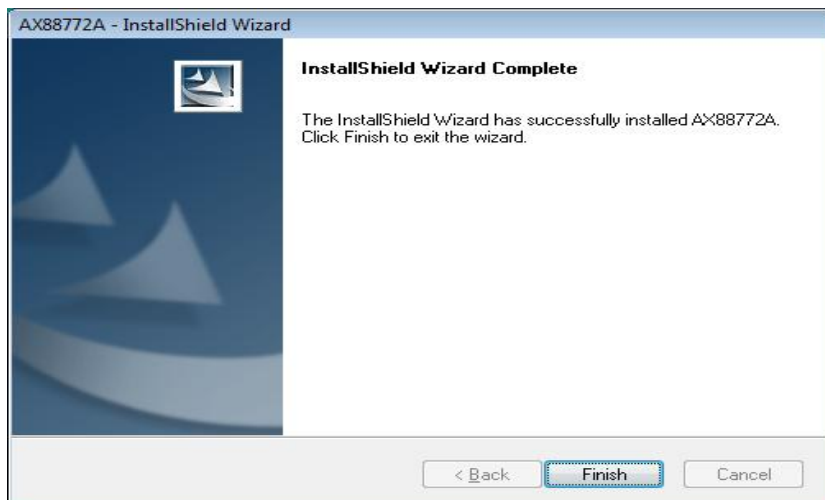 AX88772A - InstallShield Wizard
InstallShield Wizard Complete
The InstallShield Wizard has successfully installed AX88772A.
Click Finish to exit the wizard.
< Back
Finish
Cancel